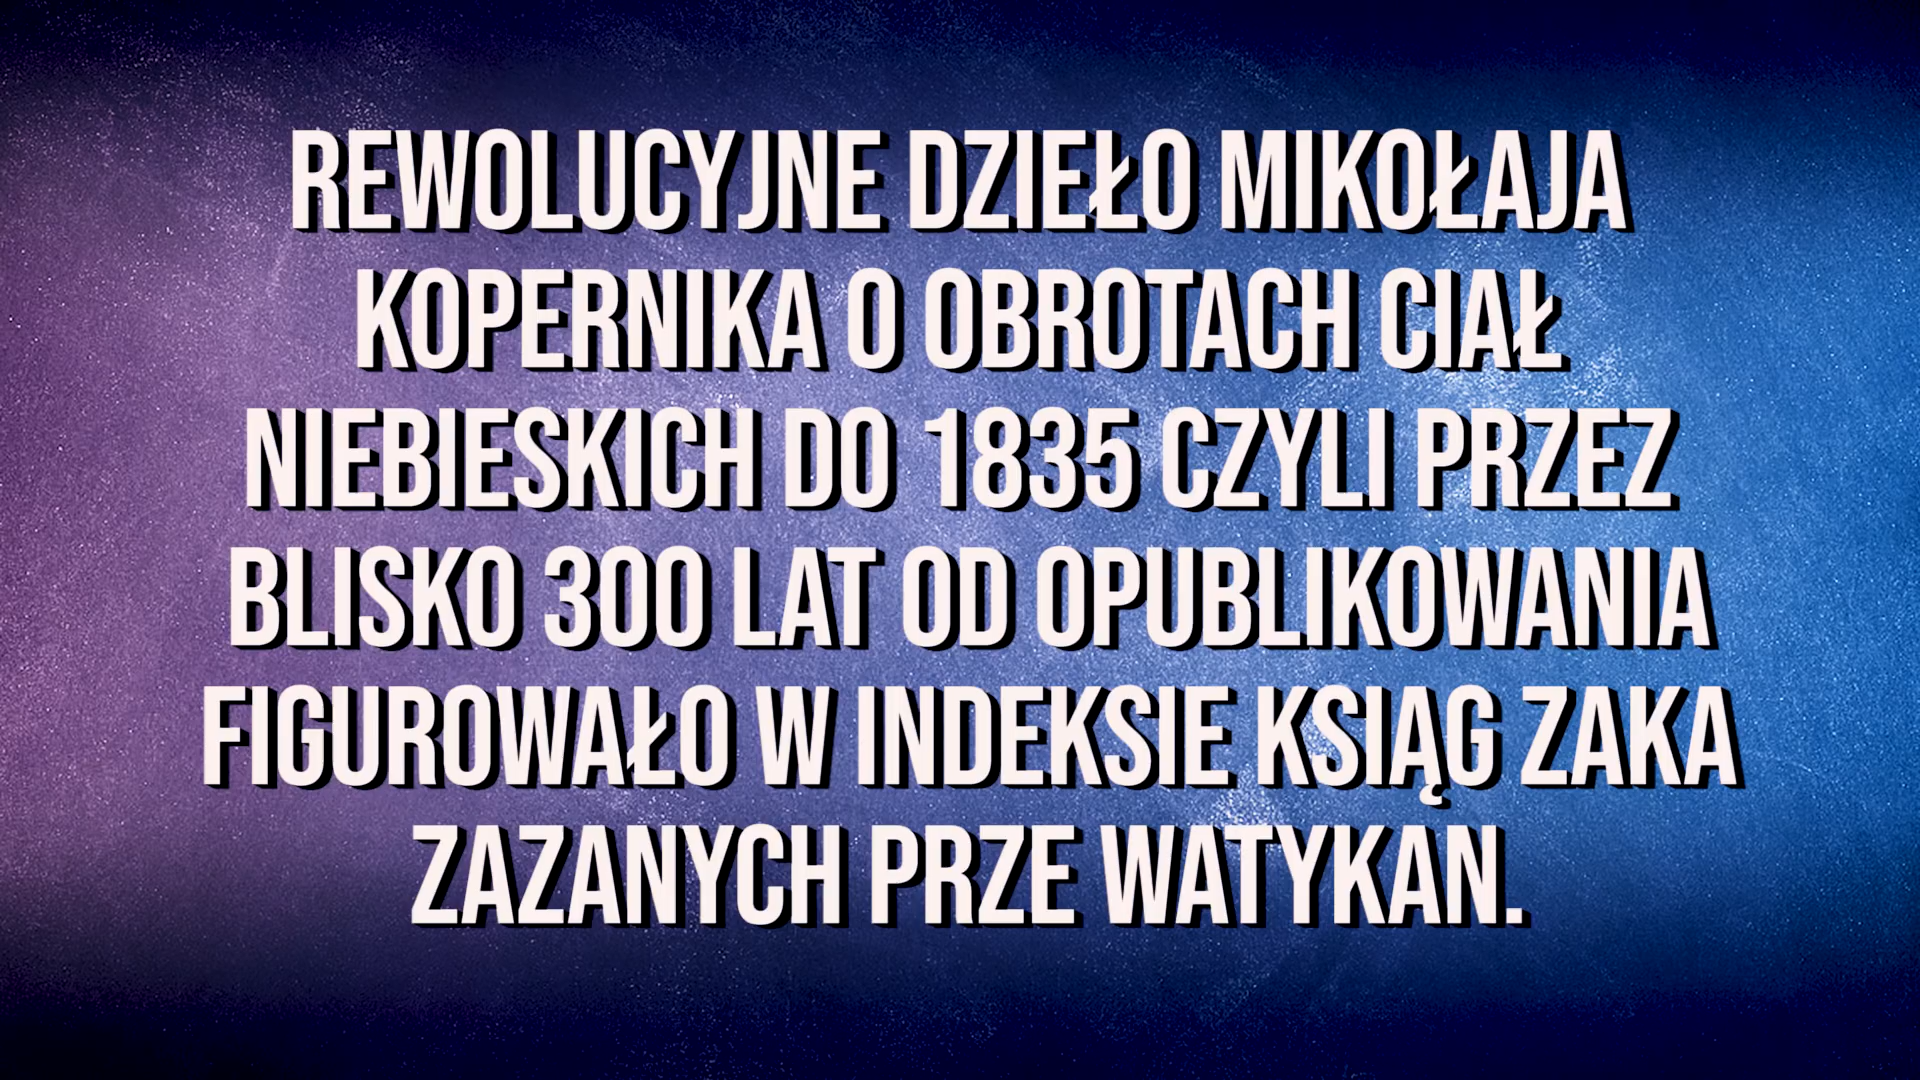 REWOLUCYJNE DZIEŁO MIKOŁAJA
KOPERNIKA O OBROTACH CIAŁ
NIEBIESKICH DO 1835 CZYLI PRZEZ
BLISKO 300 LAT OD OPUBLIKOWANIA
FIGUROWAŁO W INDEKSIE KSIĄG ZAKA
ZAZANYCH PRZE WATYKAN.